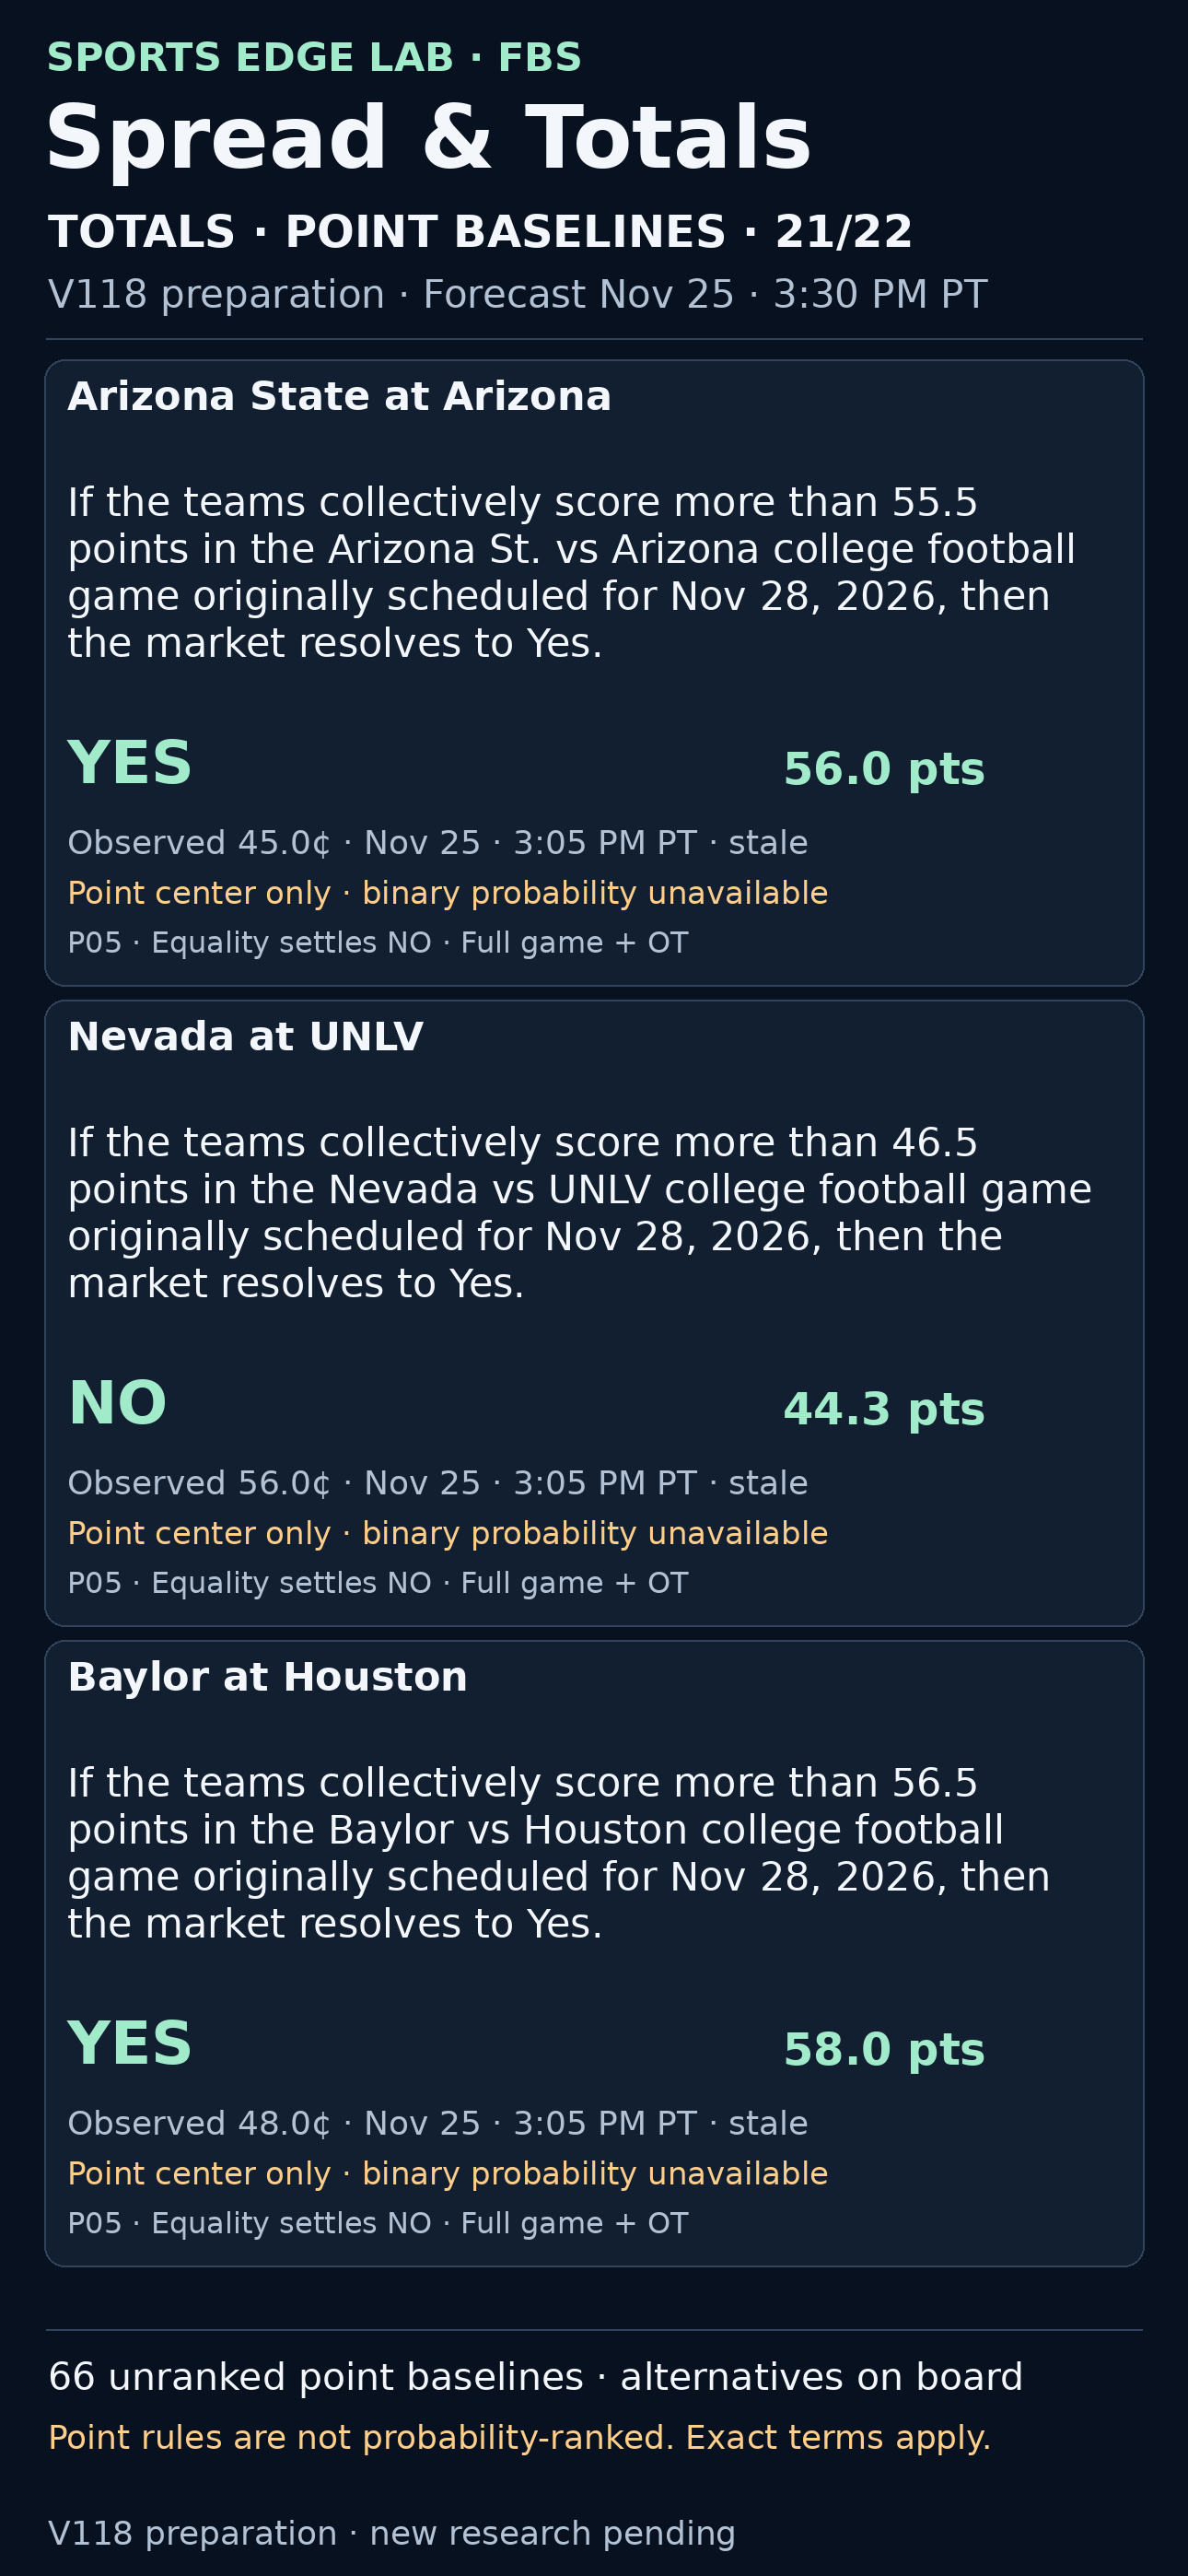 SPORTS EDGE LAB · FBS
Spread & Totals
TOTALS · POINT BASELINES · 21/22
V118 preparation · Forecast Nov 25 · 3:30 PM PT
Arizona State at Arizona
If the teams collectively score more than 55.5
points in the Arizona St. vs Arizona college football
game originally scheduled for Nov 28, 2026, then
the market resolves to Yes.
YES 56.0 pts
Observed 45.0¢ · Nov 25 · 3:05 PM PT · stale
Point center only · binary probability unavailable
P05 · Equality settles NO · Full game + OT
Nevada at UNLV
If the teams collectively score more than 46.5
points in the Nevada vs UNLV college football game
originally scheduled for Nov 28, 2026, then the
market resolves to Yes.
NO 44.3 pts
Observed 56.0¢ · Nov 25 · 3:05 PM PT · stale
Point center only · binary probability unavailable
P05 · Equality settles NO · Full game + OT
Baylor at Houston
If the teams collectively score more than 56.5
points in the Baylor vs Houston college football
game originally scheduled for Nov 28, 2026, then
the market resolves to Yes.
YES 58.0 pts
Observed 48.0¢ · Nov 25 · 3:05 PM PT · stale
Point center only · binary probability unavailable
P05 · Equality settles NO · Full game + OT
66 unranked point baselines · alternatives on board
Point rules are not probability-ranked. Exact terms apply.
V118 preparation · new research pending